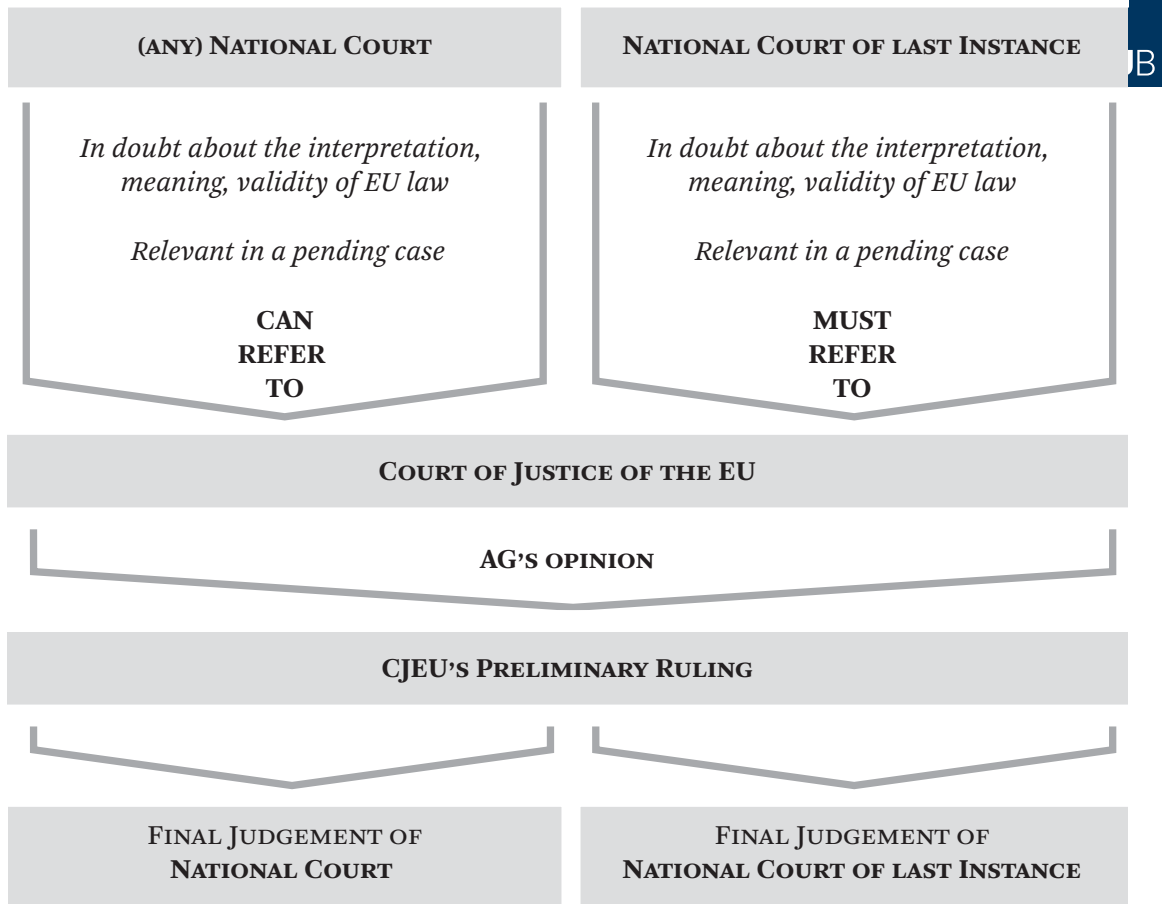 (ANY) NATIONAL COURT
NATIONAL COURT OF LAST INSTANCE
In doubt about the interpretation,
meaning, validity of EU law
Relevant in a pending case
CAN
REFER
TO
In doubt about the interpretation,
meaning, validity of EU law
Relevant in a pending case
MUST
REFER
TO
COURT OF JUSTICE OF THE EU
AG’S OPINION
CJEU’S PRELIMINARY RULING
FINAL JUDGEMENT OF
NATIONAL COURT
FINAL JUDGEMENT OF
NATIONAL COURT OF LAST INSTANCE